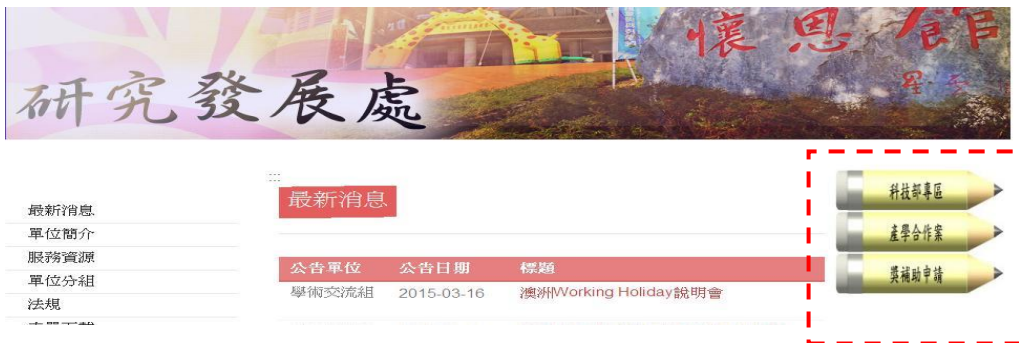 懷恩館
研究發展處
:::
最新消息
最新消息
單位簡介
服務資源
單位分組
法規
公告單位 公告日期 標題
學術交流組 2015-03-16 澳洲Working Holiday說明會
科技部專區
產學合作案
獎補助申請